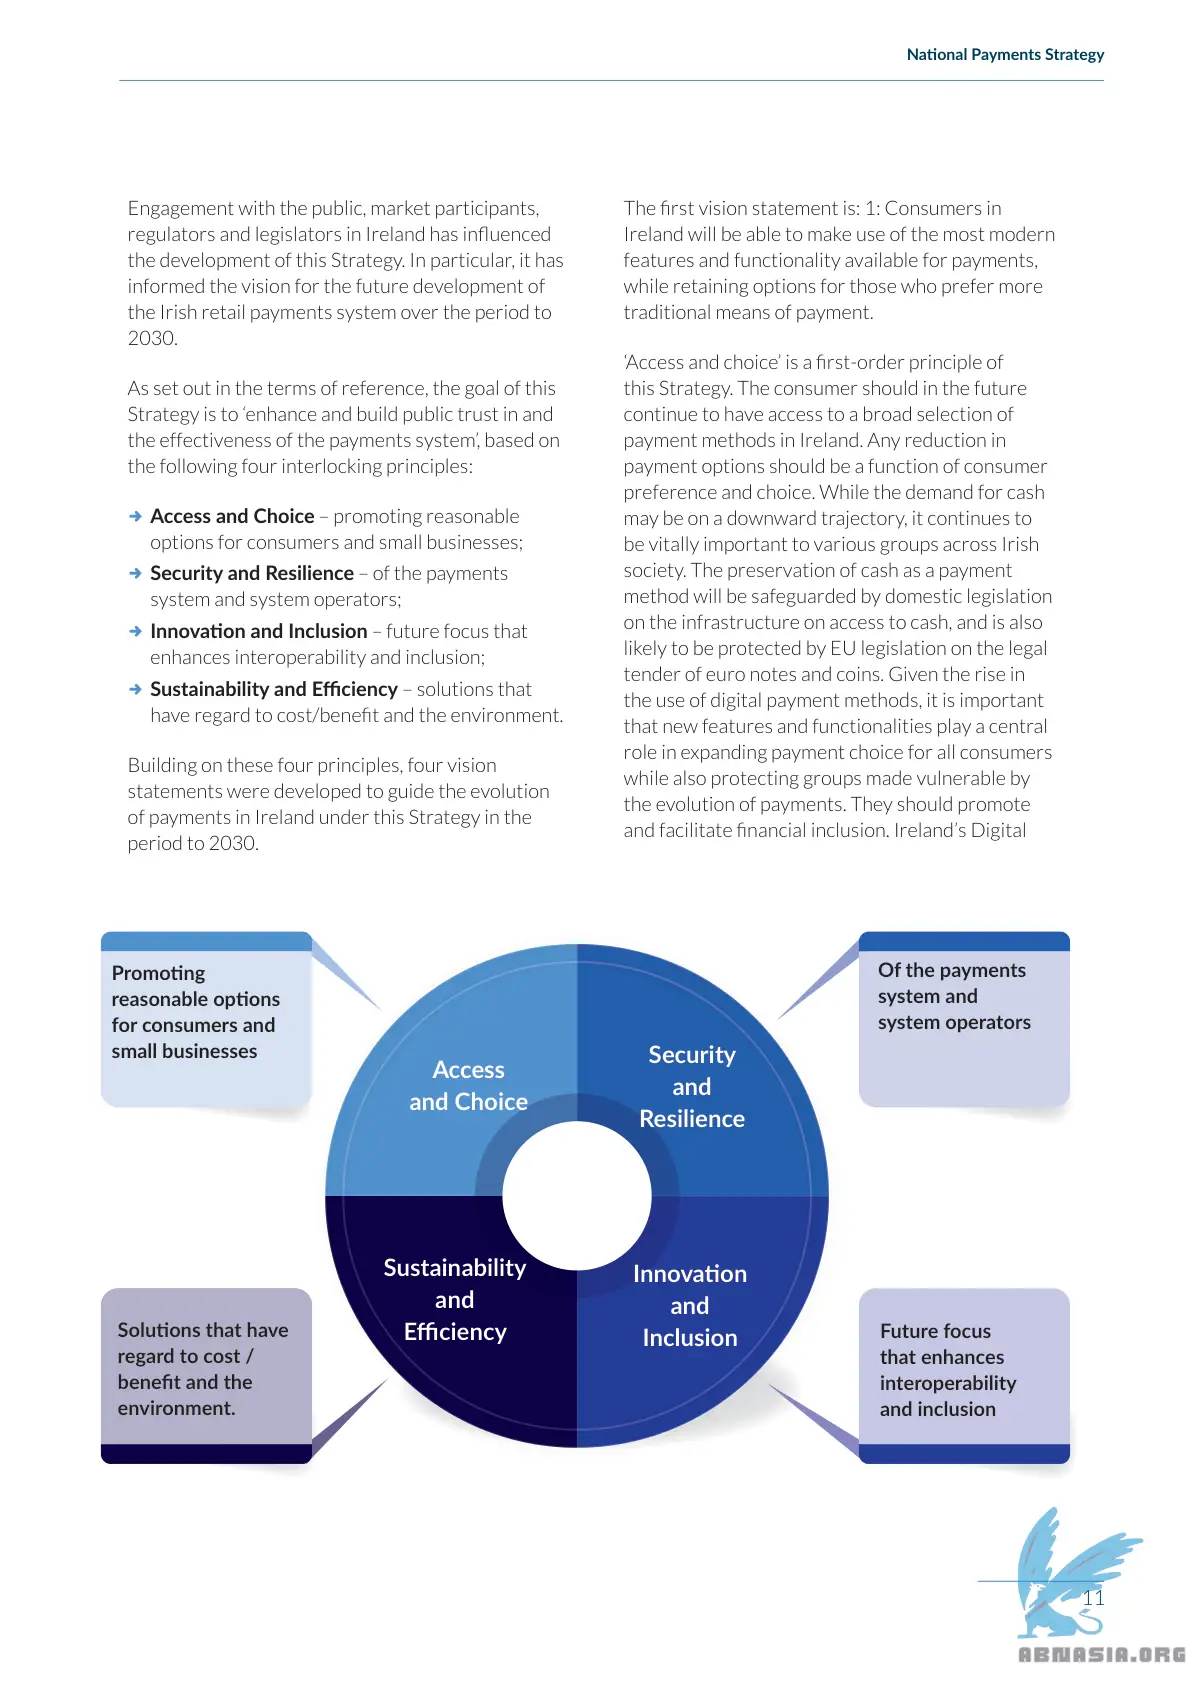 National Payments Strategy
Engagement with the public, market participants,
regulators and legislators in Ireland has influenced
the development of this Strategy. In particular, it has
informed the vision for the future development of
the Irish retail payments system over the period to
2030.
As set out in the terms of reference, the goal of this
Strategy is to ‘enhance and build public trust in and
the effectiveness of the payments system’, based on
the following four interlocking principles:
➜ Access and Choice – promoting reasonable
options for consumers and small businesses;
➜ Security and Resilience – of the payments
system and system operators;
➜ Innovation and Inclusion – future focus that
enhances interoperability and inclusion;
➜ Sustainability and Efficiency – solutions that
have regard to cost/benefit and the environment.
Building on these four principles, four vision
statements were developed to guide the evolution
of payments in Ireland under this Strategy in the
period to 2030.
The first vision statement is: 1: Consumers in
Ireland will be able to make use of the most modern
features and functionality available for payments,
while retaining options for those who prefer more
traditional means of payment.
‘Access and choice’ is a first-order principle of
this Strategy. The consumer should in the future
continue to have access to a broad selection of
payment methods in Ireland. Any reduction in
payment options should be a function of consumer
preference and choice. While the demand for cash
may be on a downward trajectory, it continues to
be vitally important to various groups across Irish
society. The preservation of cash as a payment
method will be safeguarded by domestic legislation
on the infrastructure on access to cash, and is also
likely to be protected by EU legislation on the legal
tender of euro notes and coins. Given the rise in
the use of digital payment methods, it is important
that new features and functionalities play a central
role in expanding payment choice for all consumers
while also protecting groups made vulnerable by
the evolution of payments. They should promote
and facilitate financial inclusion. Ireland’s Digital
Promoting
reasonable options
for consumers and
small businesses
Access
and Choice
Security
and
Resilience
Of the payments
system and
system operators
Solutions that have
regard to cost /
benefit and the
environment.
Sustainability
and
Efficiency
Innovation
and
Inclusion
Future focus
that enhances
interoperability
and inclusion
11
ABNASIA.ORG